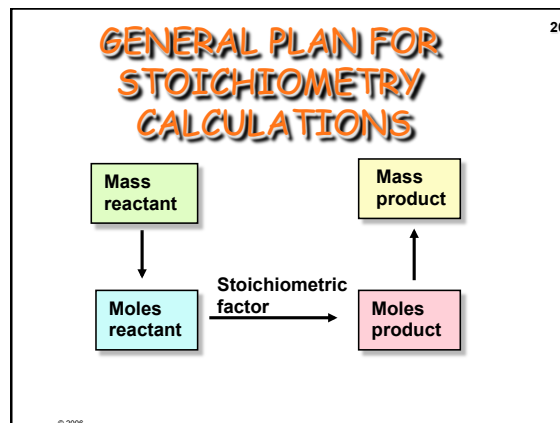 GENERAL PLAN FOR
STOICHIOMETRY
CALCULATIONS
Mass
reactant
Mass
product
Stoichiometric
factor
Moles
reactant
Moles
product